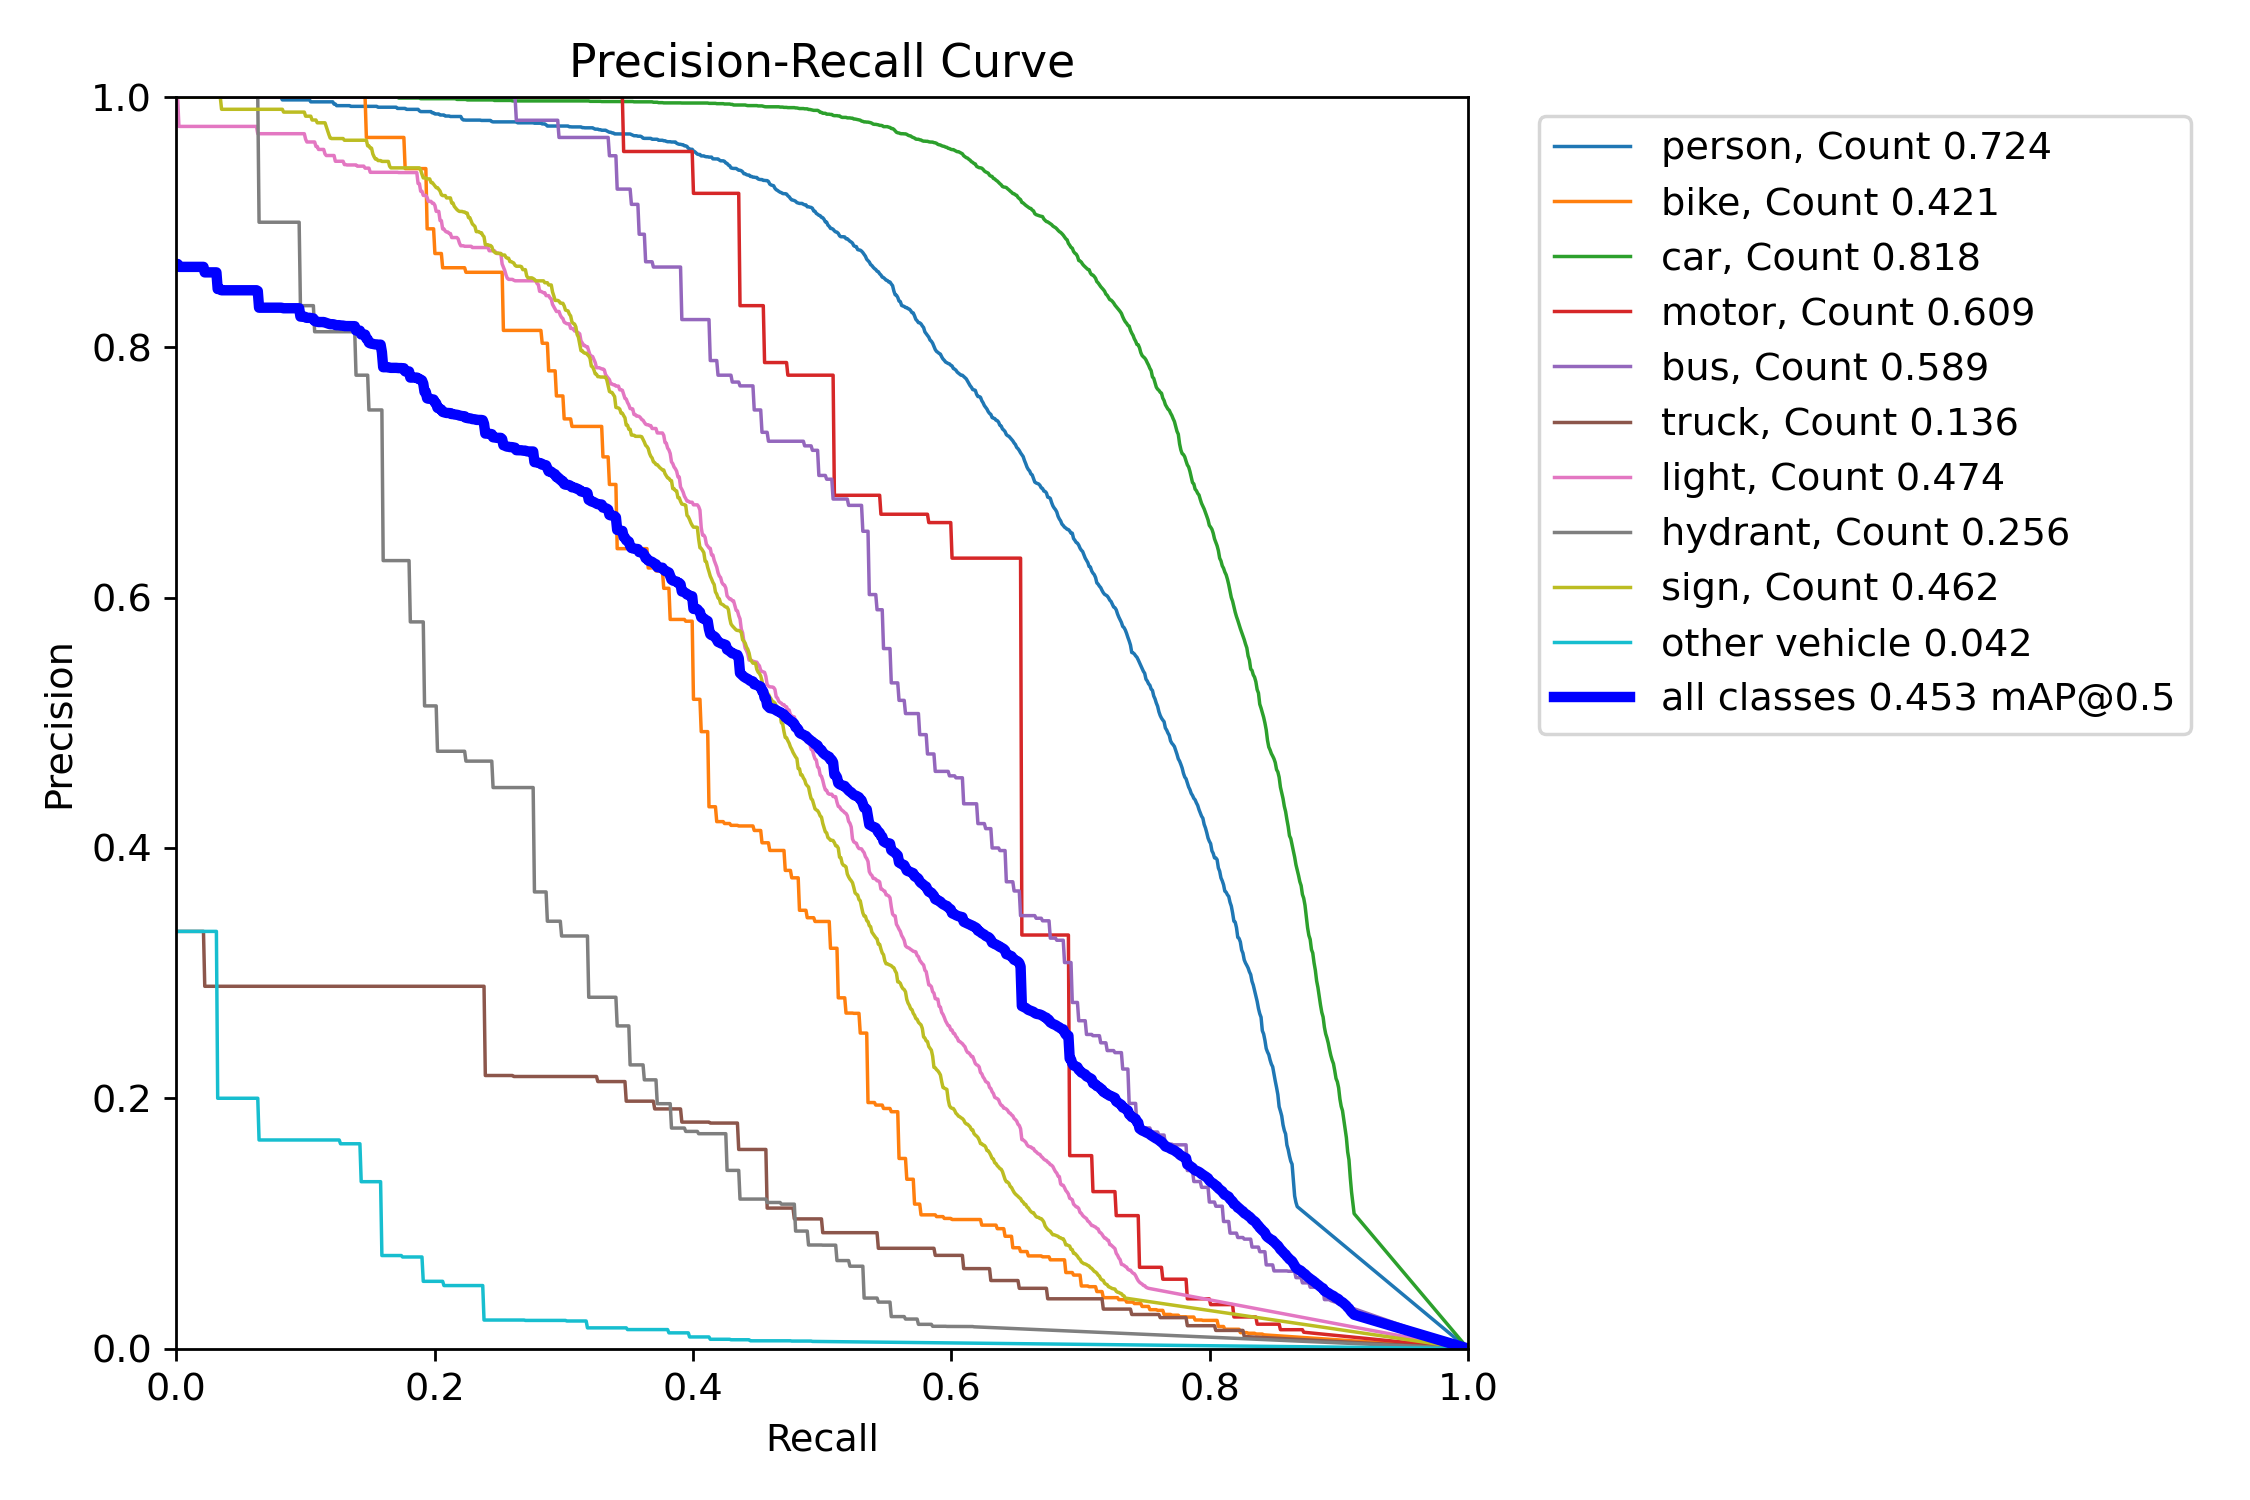 Precision-Recall Curve
1.0
0.8
0.6
0.4
0.2
0.0
Precision
0.0 0.2 0.4 0.6 0.8 1.0
Recall
person, Count 0.724
bike, Count 0.421
car, Count 0.818
motor, Count 0.609
bus, Count 0.589
truck, Count 0.136
light, Count 0.474
hydrant, Count 0.256
sign, Count 0.462
other vehicle 0.042
all classes 0.453 mAP@0.5